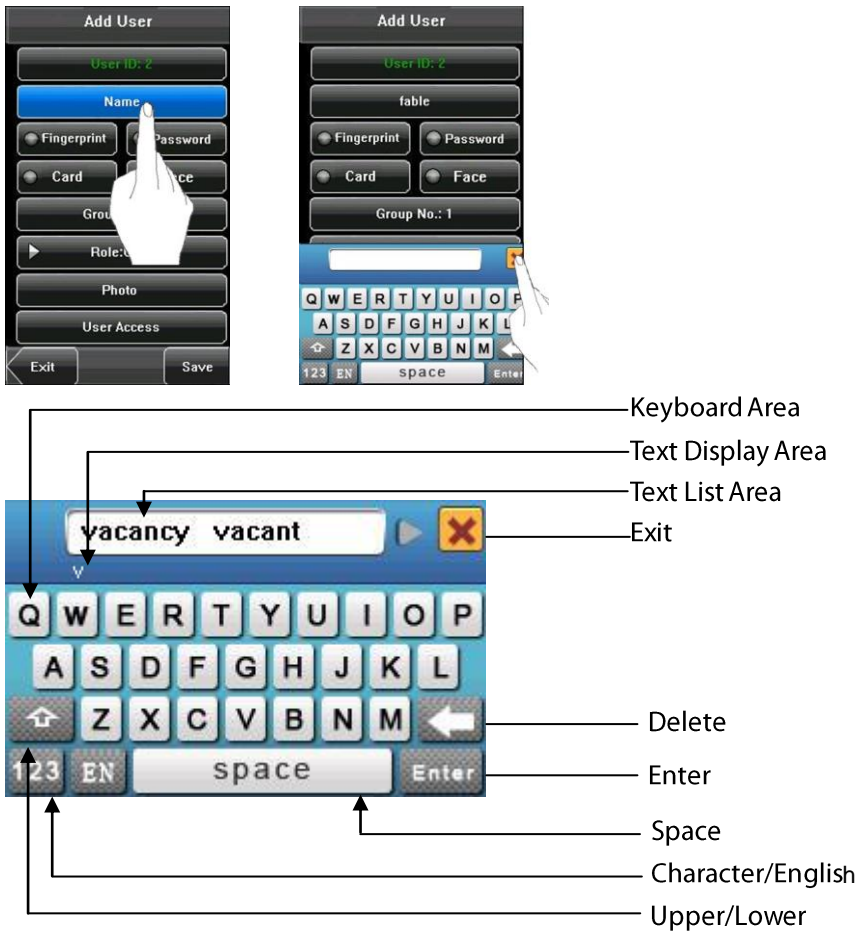 Add User
User ID: 2
Name
Fingerprint Password
Card
Role:
Photo
User Access
Exit Save
Add User
User ID: 2
fable
Fingerprint Password
Card Face
Group No.: 1
Q W E R T Y U I O P
A S D F G H J K L
Z X C V B N M
123 EN space Enter
Keyboard Area
Text Display Area
Text List Area
Exit
vacancy vacant
v
Q W E R T Y U I O P
A S D F G H J K L
Z X C V B N M
123 EN space Enter
Delete
Enter
Space
Character/English
Upper/Lower